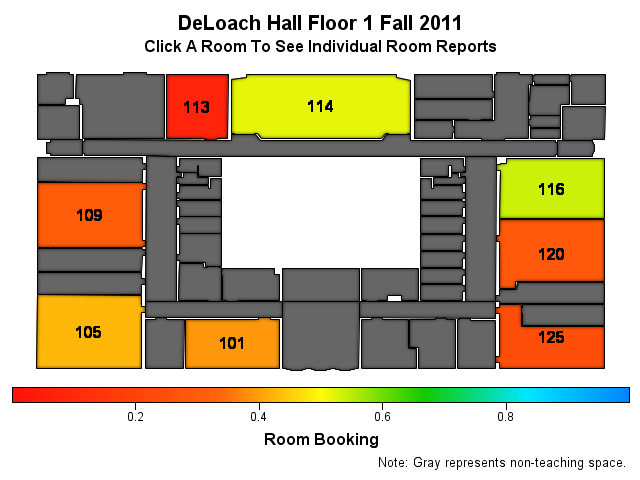 DeLoach Hall Floor 1 Fall 2011
Click A Room To See Individual Room Reports
113
114
109
116
120
105
101
125
0.2 0.4 0.6 0.8
Room Booking
Note: Gray represents non-teaching space.